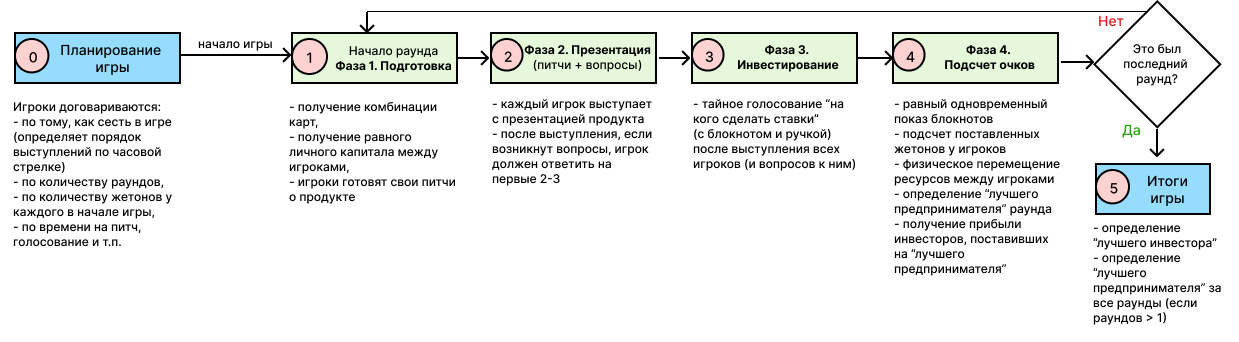 Нет
0
Планирование
игры
начало игры
1
Начало раунда
Фаза 1. Подготовка
2
Фаза 2. Презентация
(питчи + вопросы)
3
Фаза 3.
Инвестирование
4
Фаза 4.
Подсчет очков
Это был
последний
раунд?
Игроки договариваются:
- по тому, как сесть в игре
(определяет порядок
выступлений по часовой
стрелке)
- по количеству раундов,
- по количеству жетонов у
каждого в начале игры,
- по времени на питч,
голосование и т.п.
- получение комбинации
карт,
- получение равного
личного капитала между
игроками,
- игроки готовят свои питчи
о продукте
- каждый игрок выступает
с презентацией продукта
- после выступления, если
возникнут вопросы, игрок
должен ответить на
первые 2-3
- тайное голосование “на
кого сделать ставки”
(с блокнотом и ручкой)
после выступления всех
игроков (и вопросов к ним)
- равный одновременный
показ блокнотов
- подсчет поставленных
жетонов у игроков
- физическое перемещение
ресурсов между игроками
- определение “лучшего
предпринимателя” раунда
- получение прибыли
инвесторов, поставивших
на “лучшего
предпринимателя”
Да
5
Итоги
игры
- определение
“лучшего инвестора”
- определение
“лучшего
предпринимателя” за
все раунды (если
раундов > 1)